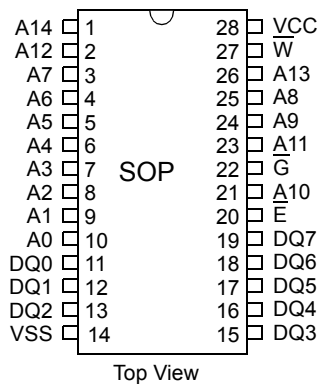 A14 1 28 VCC
A12 2 27 W̅
A7 3 26 A13
A6 4 25 A8
A5 5 24 A9
A4 6 23 A11
A3 7 SOP 22 G̅
A2 8 21 A10
A1 9 20 E̅
A0 10 19 DQ7
DQ0 11 18 DQ6
DQ1 12 17 DQ5
DQ2 13 16 DQ4
VSS 14 15 DQ3
Top View